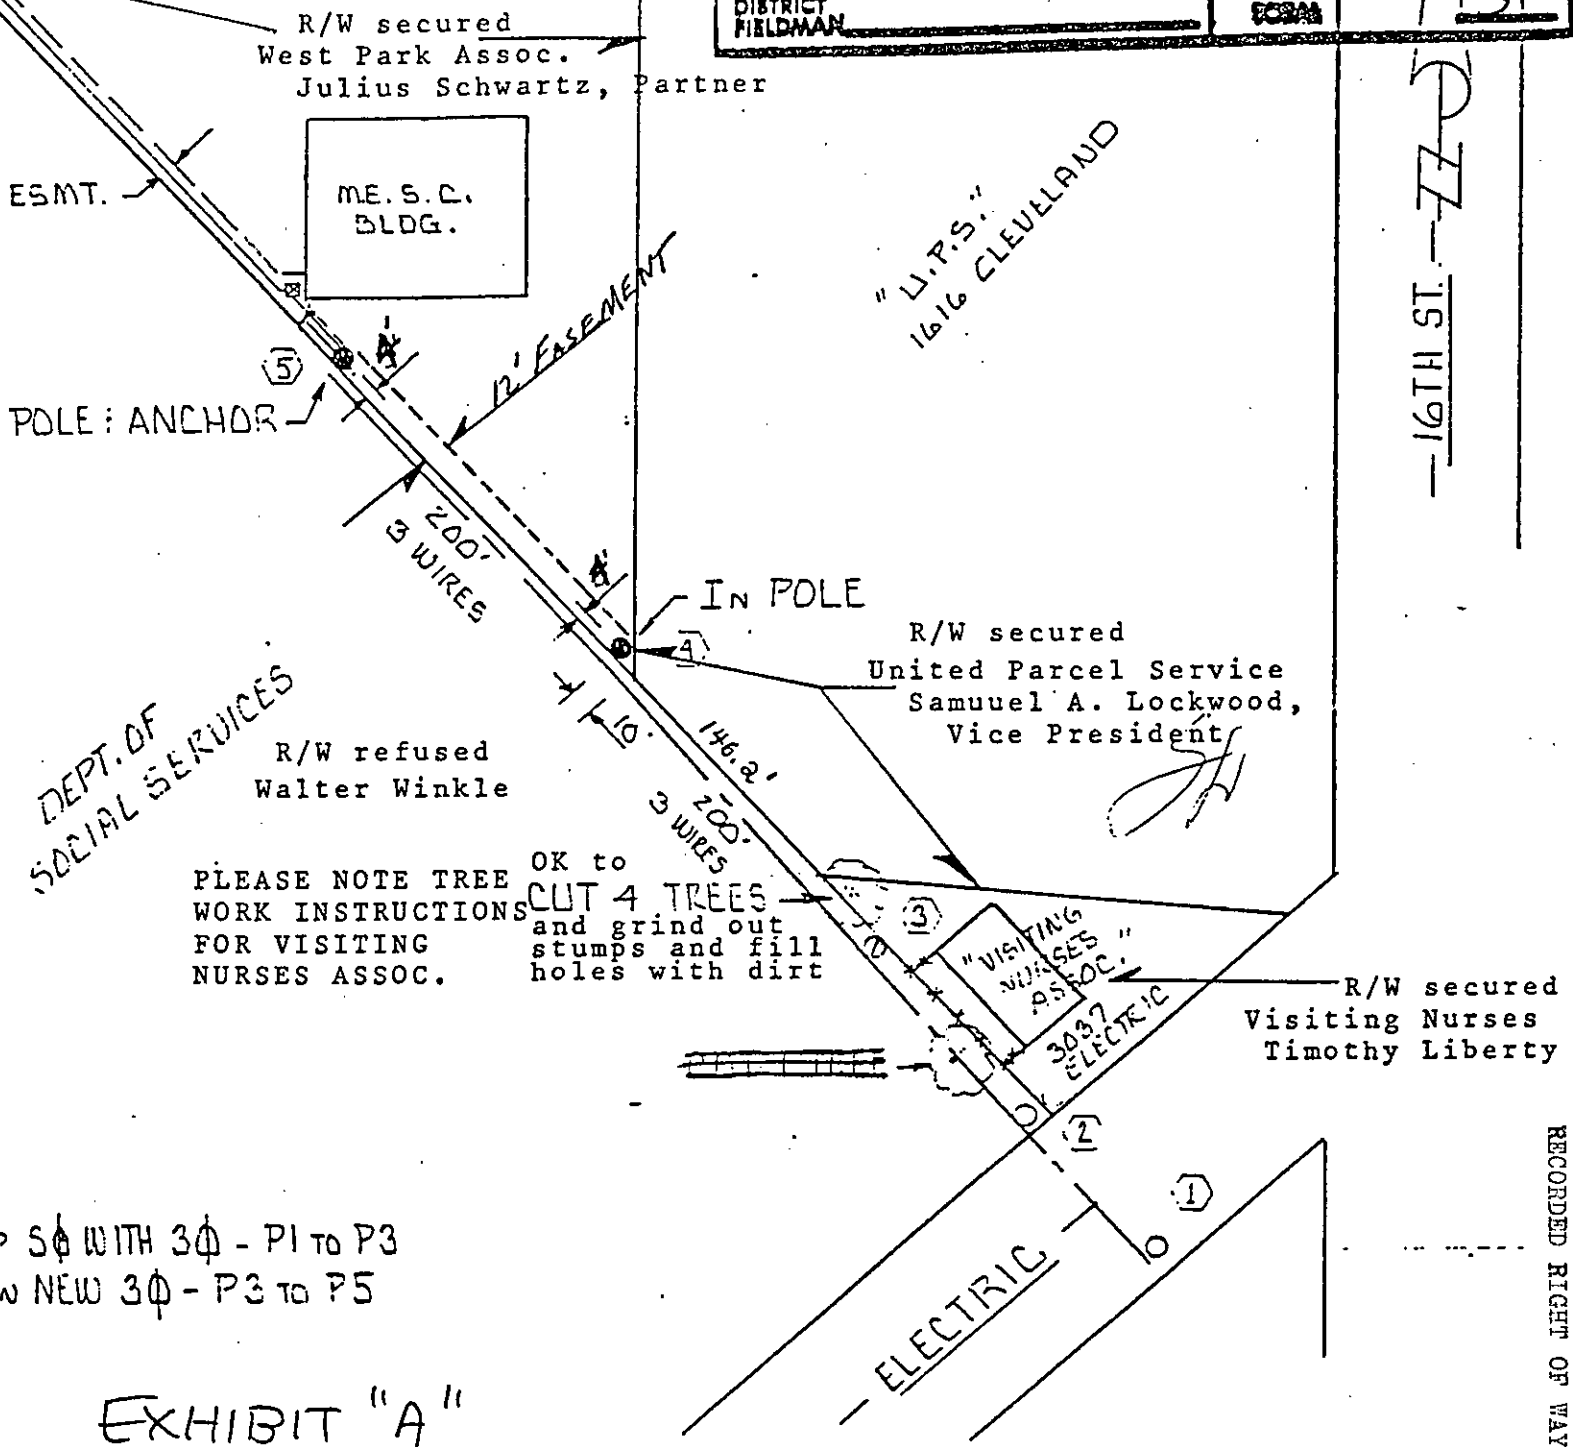 DISTRICT
FIELDMAN
R/W secured
West Park Assoc.
Julius Schwartz, Partner
ESMT.
M.E.S.C.
BLDG.
"U.P.S."
1616 CLEVELAND
N
16TH ST.
12' EASEMENT
5
POLE & ANCHOR
200'
3 WIRES
IN POLE
4
R/W secured
United Parcel Service
Samuuel A. Lockwood,
Vice President
DEPT. OF
SOCIAL SERVICES
10'
146.2'
R/W refused
Walter Winkle
200'
3 WIRES
PLEASE NOTE TREE
WORK INSTRUCTIONS
FOR VISITING
NURSES ASSOC.
OK to
CUT 4 TREES
and grind out
stumps and fill
holes with dirt
3
"VISITING
NURSES
ASSOC."
3037
ELECTRIC
R/W secured
Visiting Nurses
Timothy Liberty
2
1
SΦ WITH 3Φ - P1 TO P3
NEW 3Φ - P3 TO P5
ELECTRIC
EXHIBIT "A"
RECORDED RIGHT OF WAY